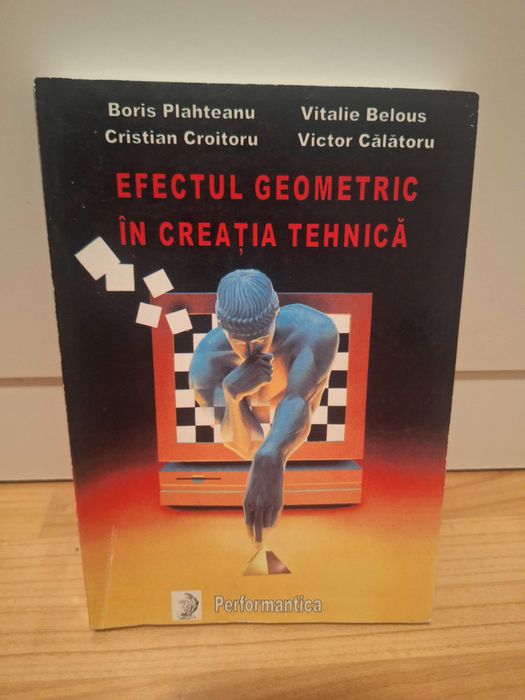 Boris Plahteanu Vitalie Belous
Cristian Croitoru Victor Călătoru
EFECTUL GEOMETRIC
ÎN CREAȚIA TEHNICĂ
Performantica